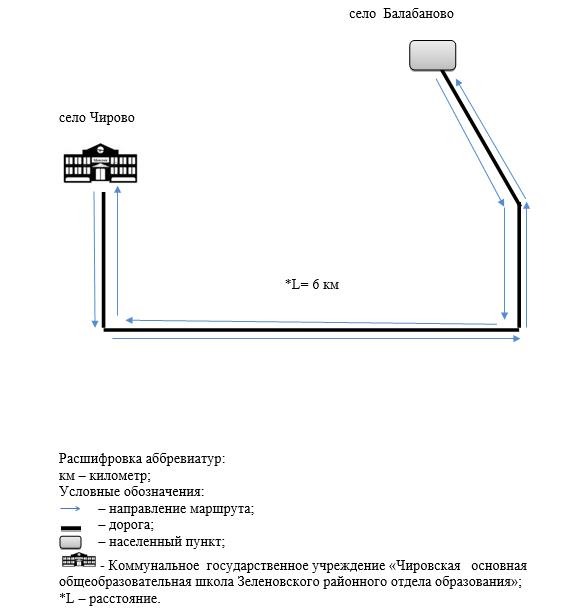 село Балабаново
село Чирово
*L= 6 км
Расшифровка аббревиатур:
км – километр;
Условные обозначения:
– направление маршрута;
– дорога;
– населенный пункт;
- Коммунальное государственное учреждение «Чировская основная
общеобразовательная школа Зеленовского районного отдела образования»;
*L – расстояние.